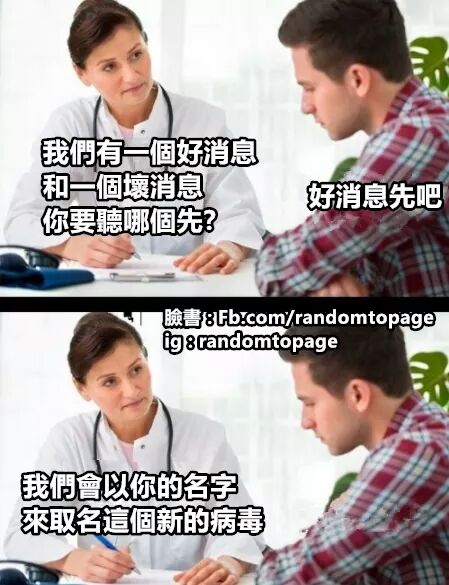 我們有一個好消息
和一個壞消息
你要聽哪個先?
好消息先吧
臉書 : Fb.com/randomtopage
ig : randomtopage
我們會以你的名字
來取名這個新的病毒